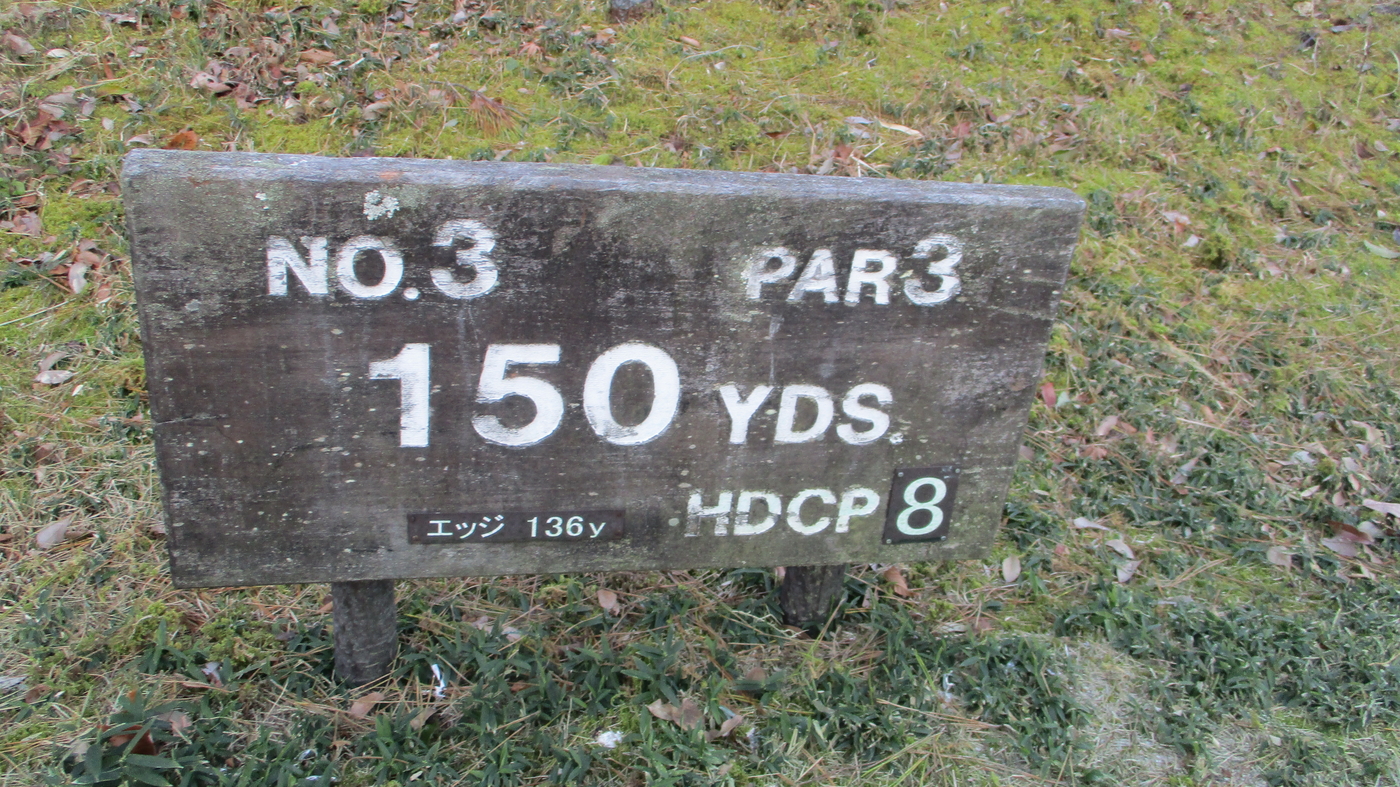 NO.3 PAR3
150 YDS.
エッジ 136y HDCP 8